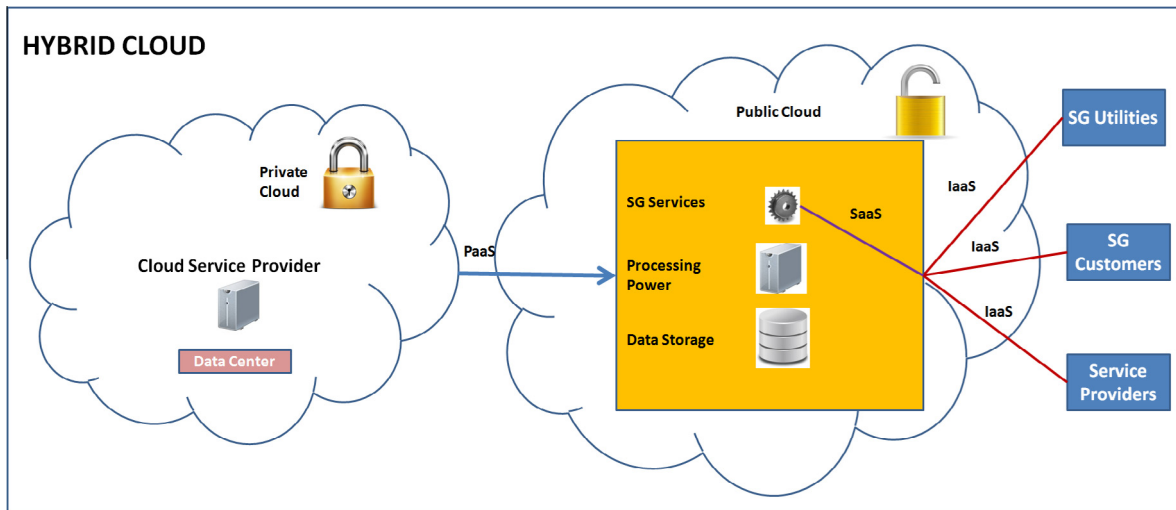 HYBRID CLOUD
Private
Cloud
Cloud Service Provider
Data Center
PaaS
Public Cloud
SG Services
SaaS
Processing
Power
Data Storage
IaaS
IaaS
IaaS
SG Utilities
SG
Customers
Service
Providers